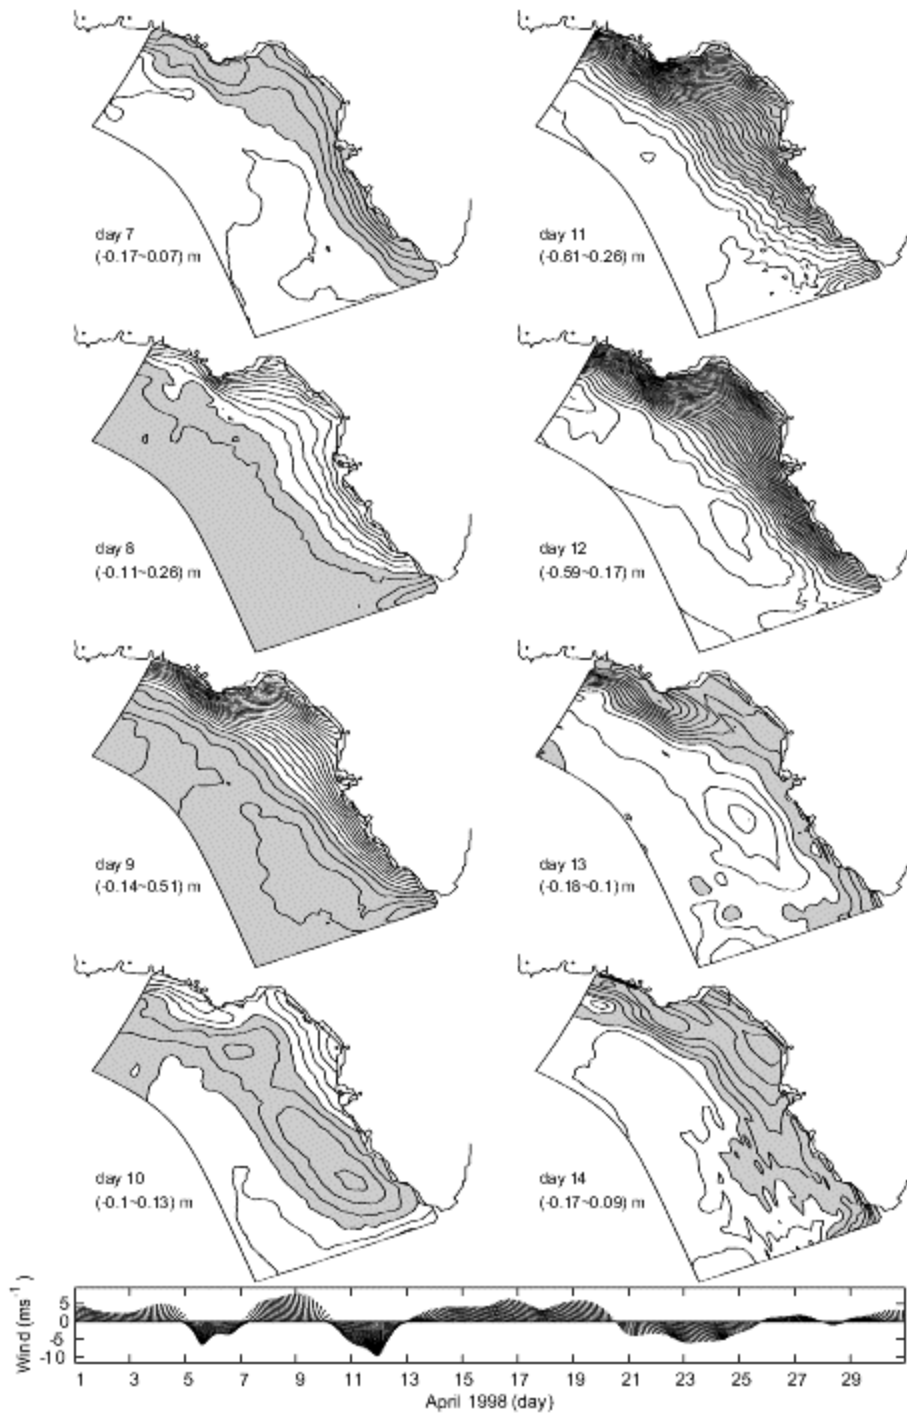 day 7
(-0.17~0.07) m
day 11
(-0.61~0.26) m
day 8
(-0.11~0.26) m
day 12
(-0.59~0.17) m
day 9
(-0.14~0.51) m
day 13
(-0.18~0.1) m
day 10
(-0.1~0.13) m
day 14
(-0.17~0.09) m
Wind (ms⁻¹)
5
0
-5
-10
1 3 5 7 9 11 13 15 17 19 21 23 25 27 29
April 1998 (day)